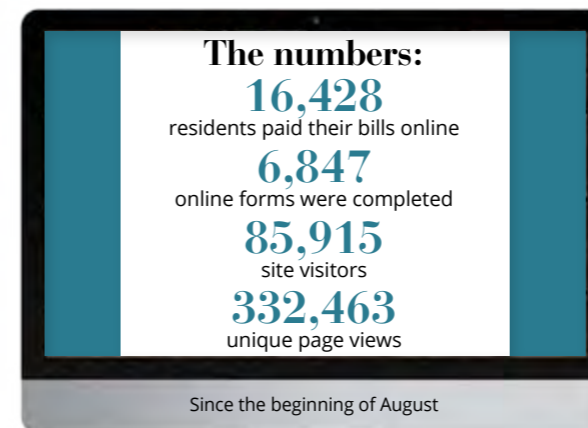 The numbers:
16,428
residents paid their bills online
6,847
online forms were completed
85,915
site visitors
332,463
unique page views
Since the beginning of August